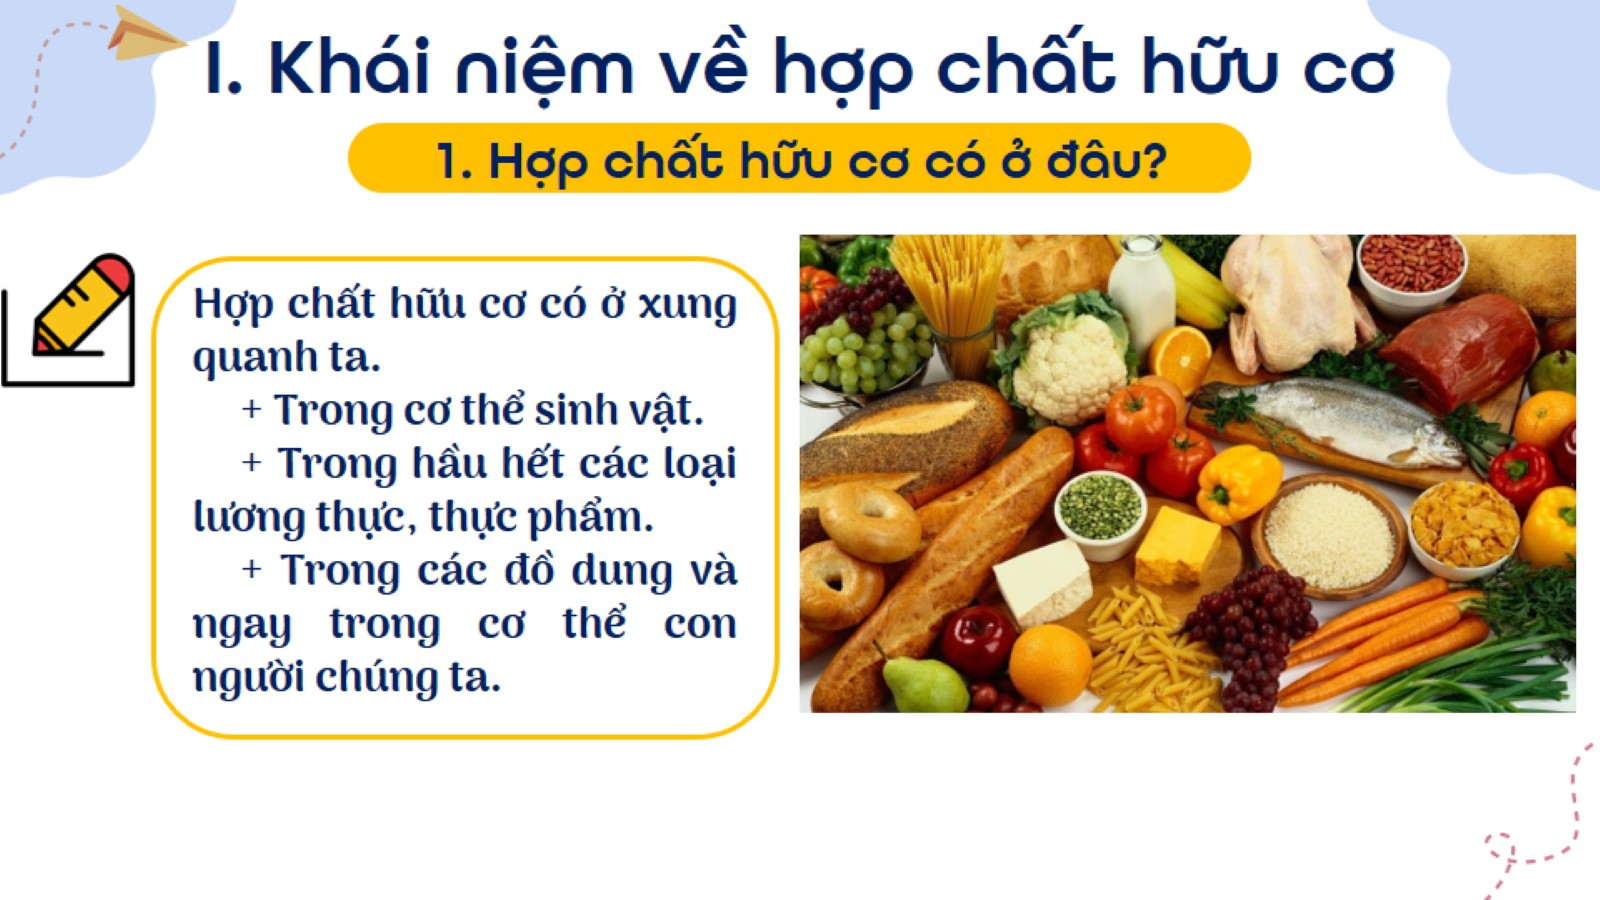 I. Khái niệm về hợp chất hữu cơ
1. Hợp chất hữu cơ có ở đâu?
Hợp chất hữu cơ có ở xung
quanh ta.
+ Trong cơ thể sinh vật.
+ Trong hầu hết các loại
lương thực, thực phẩm.
+ Trong các đồ dung và
ngay trong cơ thể con
người chúng ta.